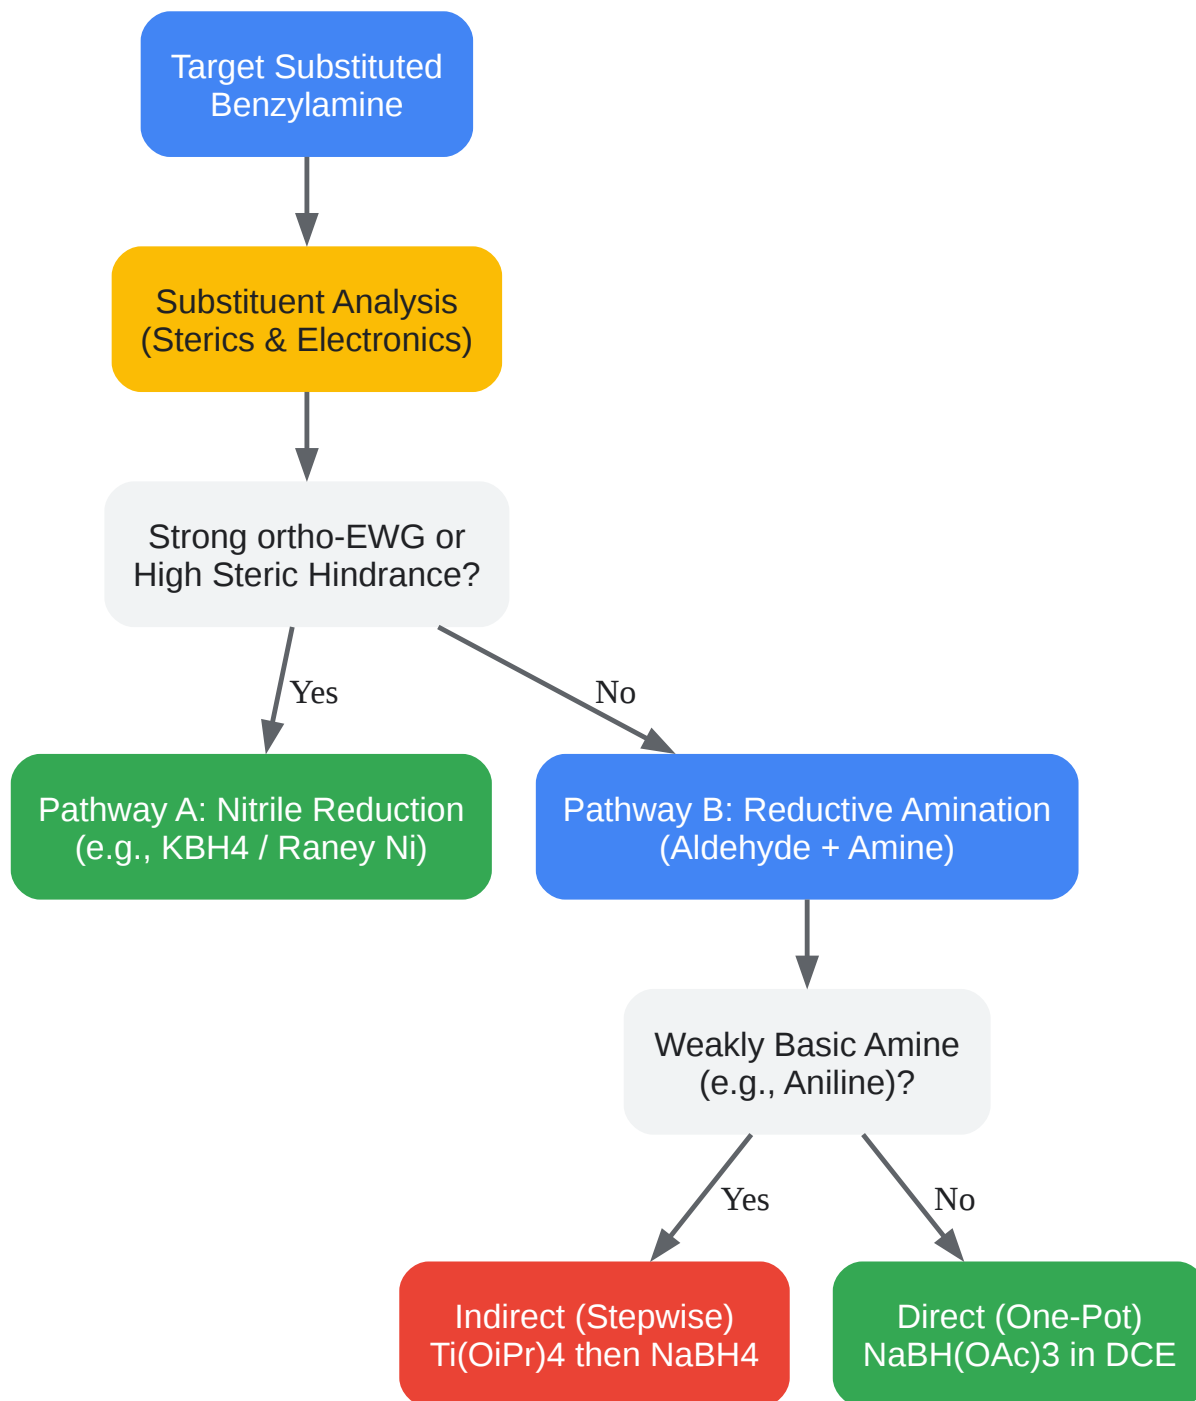 Target Substituted
Benzylamine
Substituent Analysis
(Sterics & Electronics)
Strong ortho-EWG or
High Steric Hindrance?
Yes
No
Pathway A: Nitrile Reduction
(e.g., KBH4 / Raney Ni)
Pathway B: Reductive Amination
(Aldehyde + Amine)
Weakly Basic Amine
(e.g., Aniline)?
Yes
No
Indirect (Stepwise)
Ti(OiPr)4 then NaBH4
Direct (One-Pot)
NaBH(OAc)3 in DCE